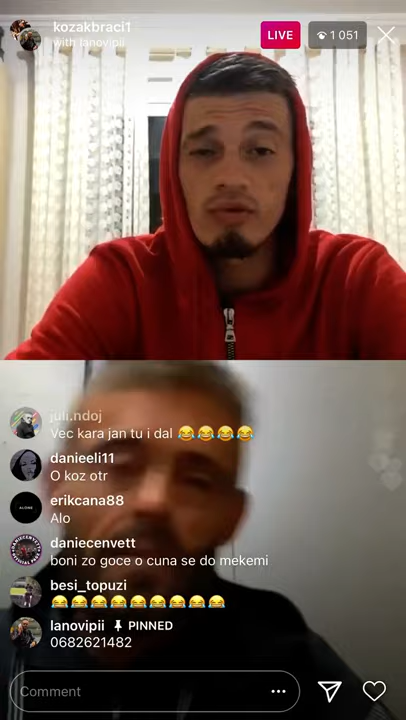 kozakbraci1
with lanovipii
LIVE
1 051
juli.ndoj
Vec kara jan tu i dal 😂😂😂😂
danieeli11
O koz otr
erikcana88
Alo
daniecenvett
boni zo goce o cuna se do mekemi
besi_topuzi
😂😂😂😂😂😂😂😂😂
lanovipii PINNED
0682621482
Comment